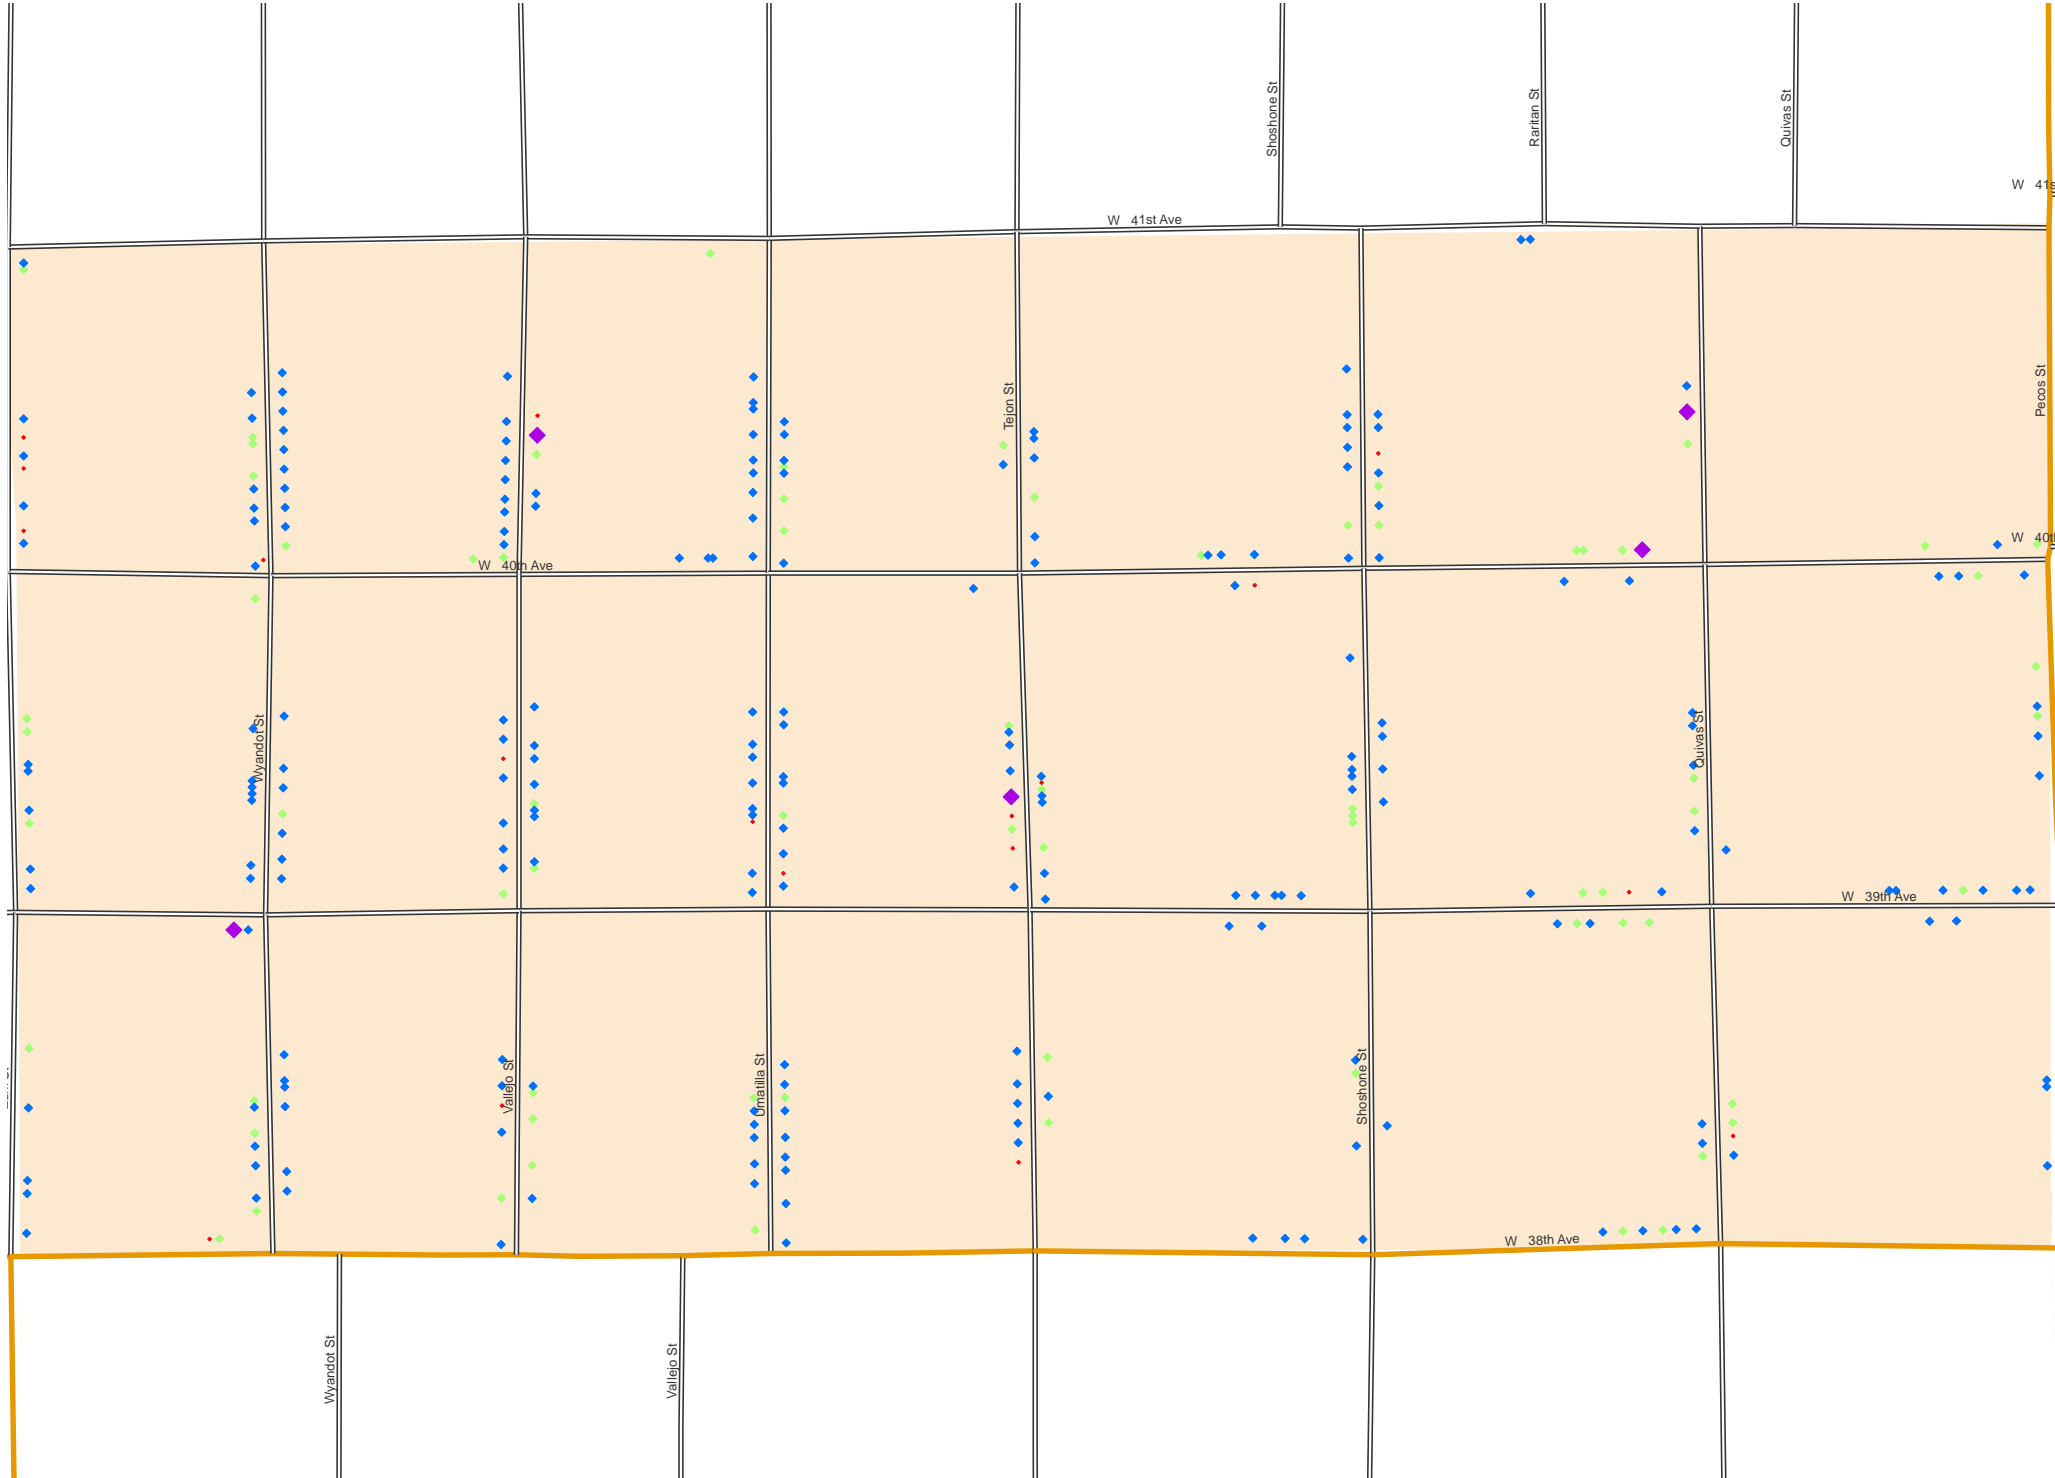 Shoshone St
Raritan St
Quivas St
W 41st Ave
W
Tejon St
Pecos St
W 40th Ave
W
Wyandot St
Quivas St
W 39th Ave
Vallejo St
Umatilla St
Shoshone St
W 38th Ave
Wyandot St
Vallejo St